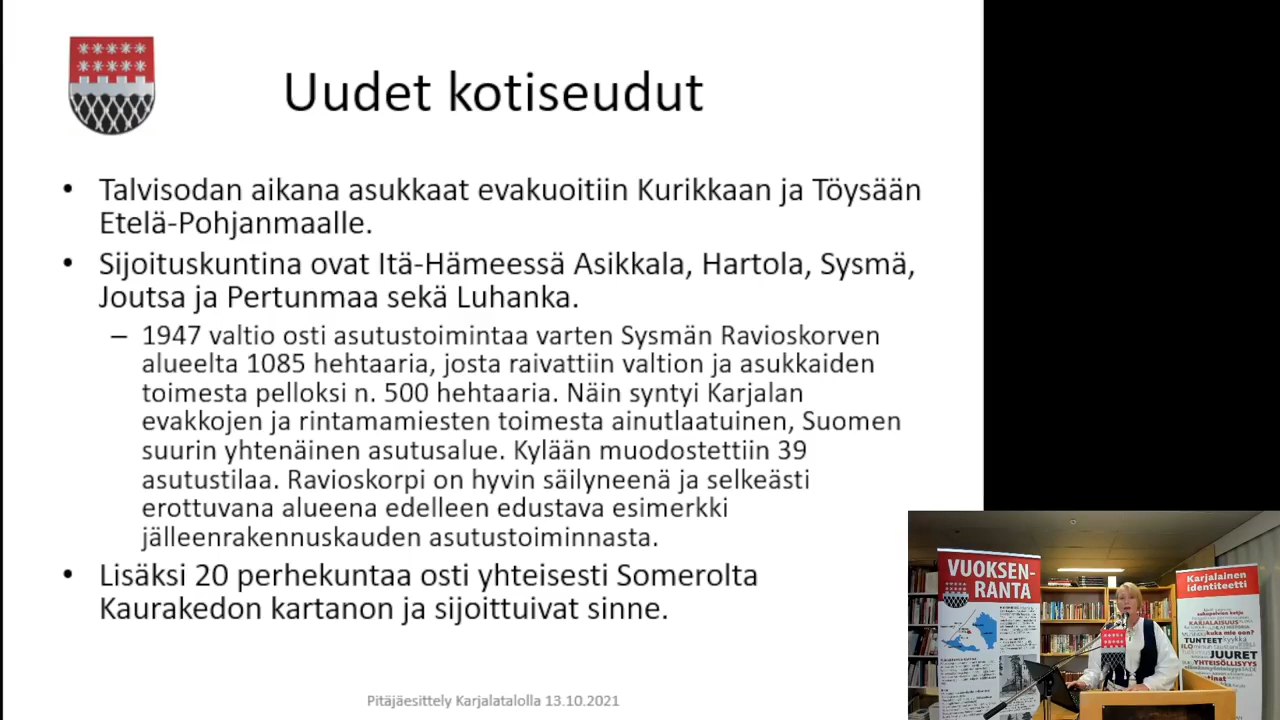 Uudet kotiseudut
• Talvisodan aikana asukkaat evakuoitiin Kurikkaan ja Töysään
Etelä-Pohjanmaalle.
• Sijoituskuntina ovat Itä-Hämeessä Asikkala, Hartola, Sysmä,
Joutsa ja Pertunmaa sekä Luhanka.
– 1947 valtio osti asutustoimintaa varten Sysmän Ravioskorven
alueelta 1085 hehtaaria, josta raivattiin valtion ja asukkaiden
toimesta pelloksi n. 500 hehtaaria. Näin syntyi Karjalan
evakkojen ja rintamamiesten toimesta ainutlaatuinen, Suomen
suurin yhtenäinen asutusalue. Kylään muodostettiin 39
asutustilaa. Ravioskorpi on hyvin säilyneenä ja selkeästi
erottuvana alueena edelleen edustava esimerkki
jälleenrakennuskauden asutustoiminnasta.
• Lisäksi 20 perhekuntaa osti yhteisesti Somerolta
Kaurakedon kartanon ja sijoittuivat sinne.
Pitäjäesittely Karjalatalolla 13.10.2021
VUOKSEN-
RANTA
Karjalainen
identiteetti
KARJALAISUUS
kuka mie oon?
TUNTEET kyykkä
JUURET
YHTEISÖLLISYYS